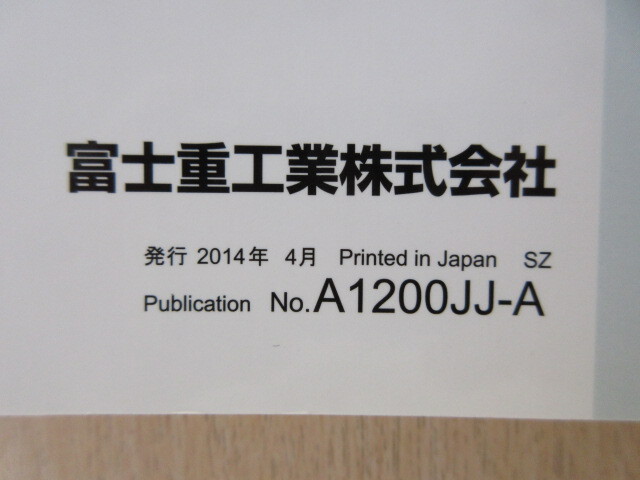 富士重工業株式会社
発行 2014年 4月 Printed in Japan SZ
Publication No.A1200JJ-A